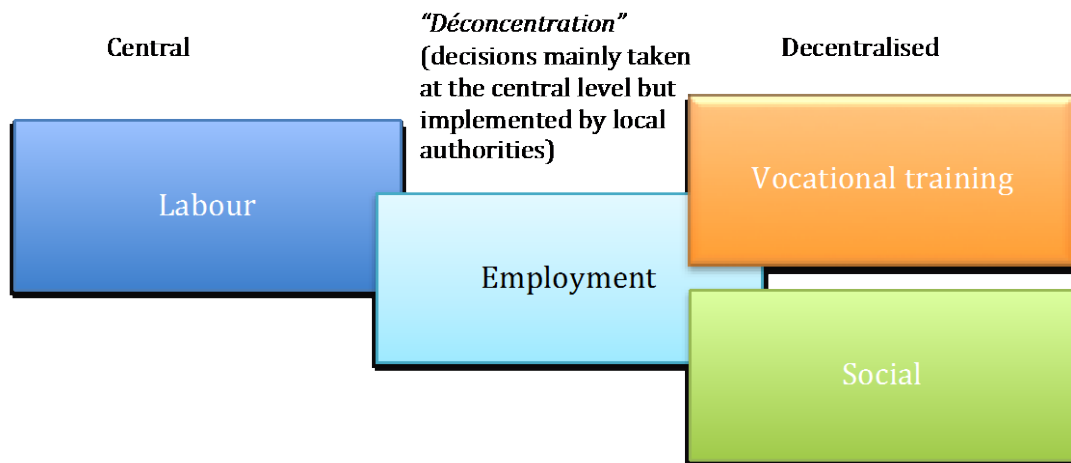 Central
“Déconcentration”
(decisions mainly taken
at the central level but
implemented by local
authorities)
Decentralised
Labour
Employment
Vocational training
Social